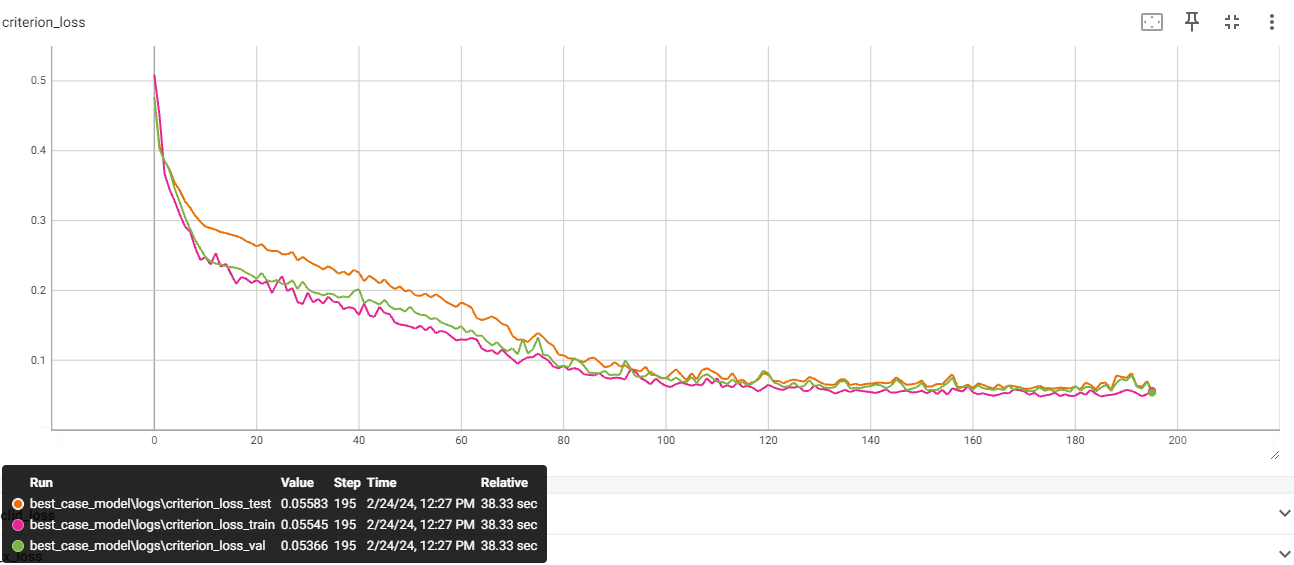 criterion_loss
0.5
0.4
0.3
0.2
0.1
0 20 40 60 80 100 120 140 160 180 200
Run Value Step Time Relative
best_case_model\logs\criterion_loss_test 0.05583 195 2/24/24, 12:27 PM 38.33 sec
best_case_model\logs\criterion_loss_train 0.05545 195 2/24/24, 12:27 PM 38.33 sec
best_case_model\logs\criterion_loss_val 0.05366 195 2/24/24, 12:27 PM 38.33 sec